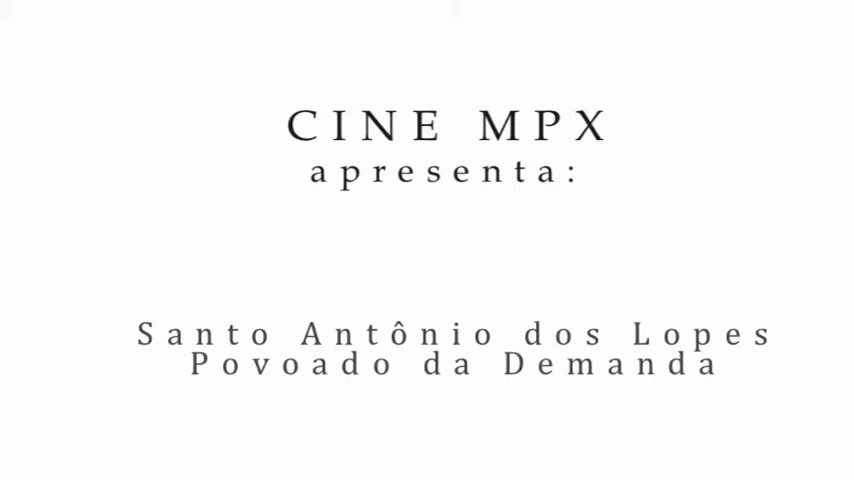 CINE MPX
apresenta:
Santo Antônio dos Lopes
Povoado da Demanda